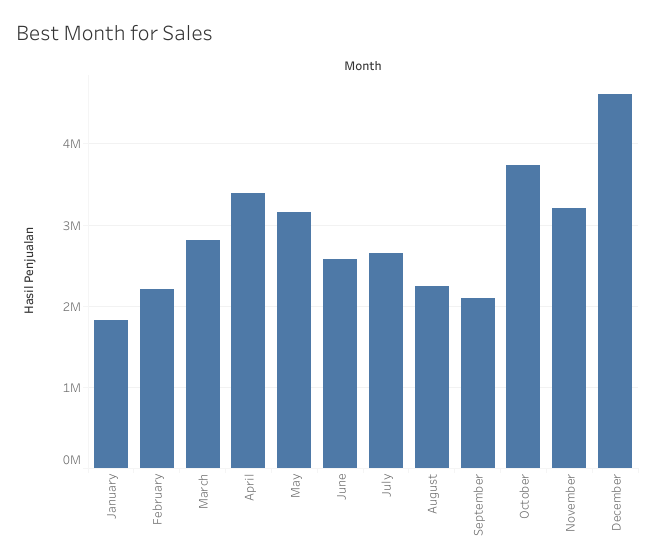 Best Month for Sales
Month
Hasil Penjualan
4M
3M
2M
1M
0M
January
February
March
April
May
June
July
August
September
October
November
December